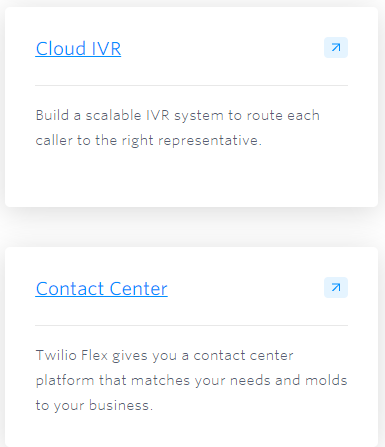 Cloud IVR
Build a scalable IVR system to route each
caller to the right representative.
Contact Center
Twilio Flex gives you a contact center
platform that matches your needs and molds
to your business.